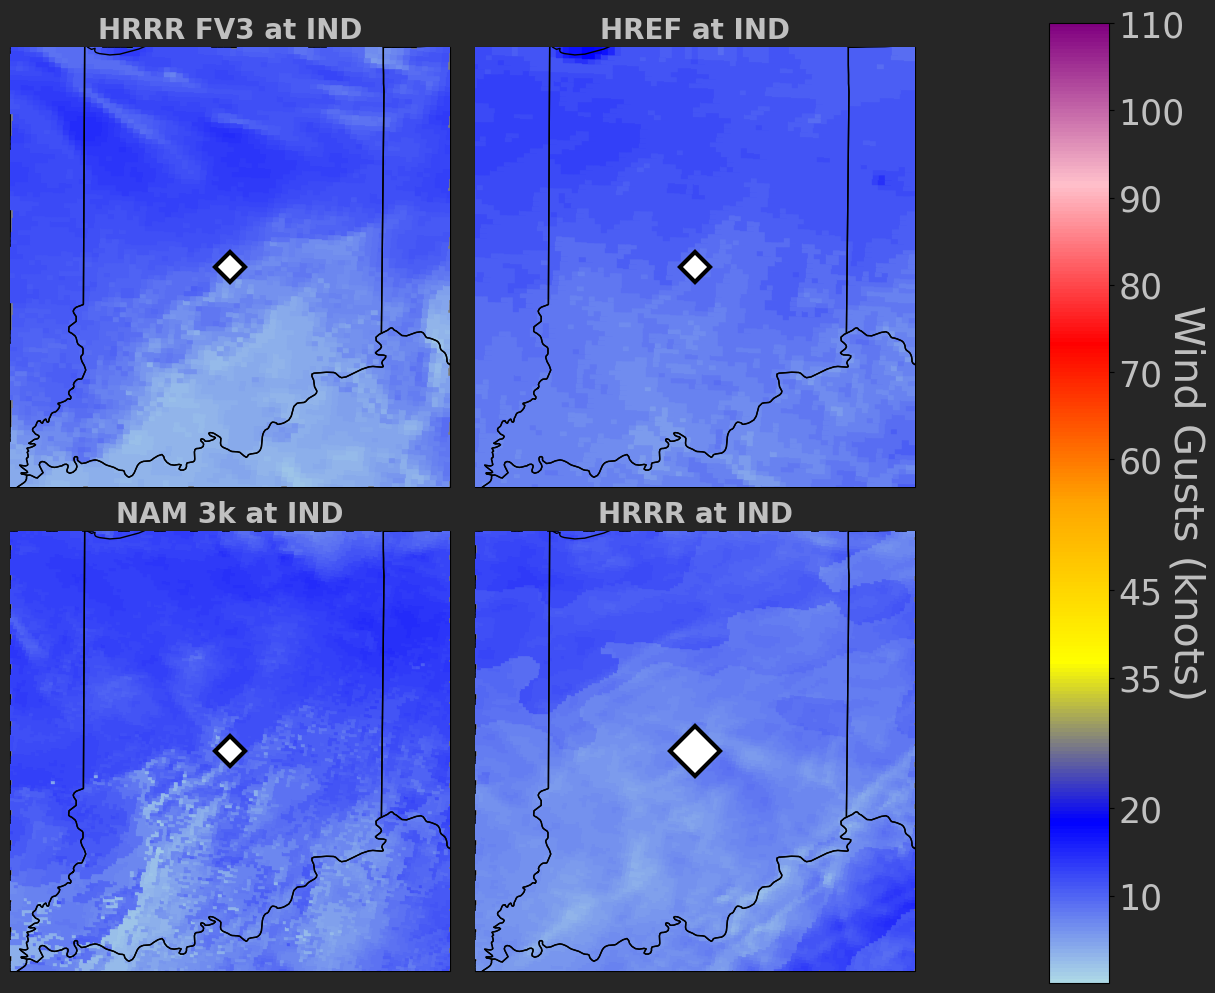 HRRR FV3 at IND
HREF at IND
NAM 3k at IND
HRRR at IND
110
100
90
80
70
60
45
35
20
10
Wind Gusts (knots)